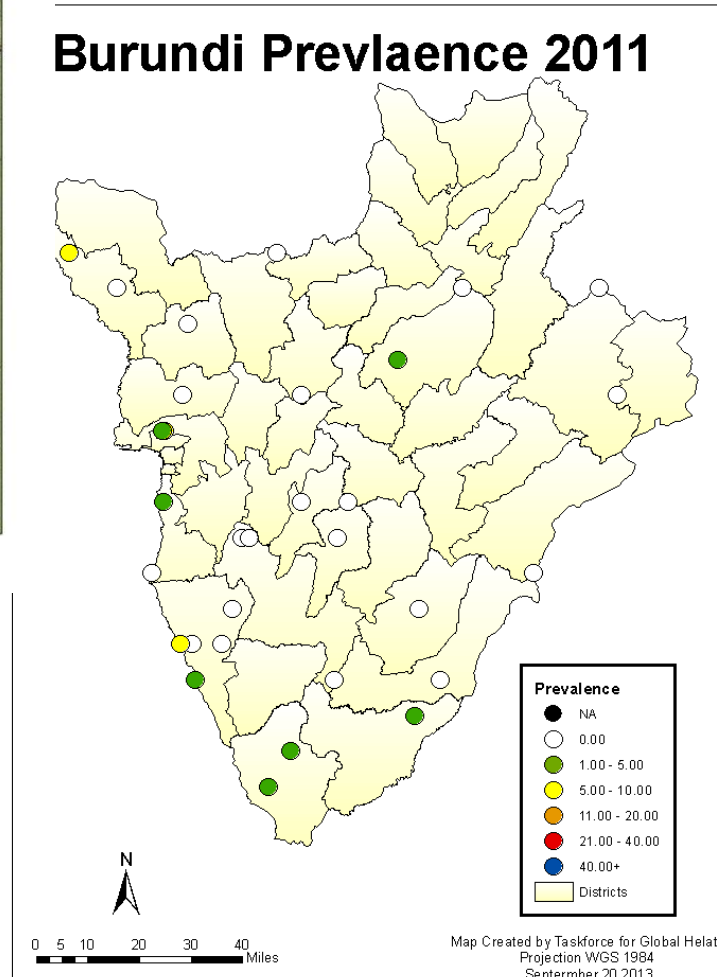 Burundi Prevlaence 2011
Prevalence
NA
0.00
1.00 - 5.00
5.00 - 10.00
11.00 - 20.00
21.00 - 40.00
40.00+
Districts
N
0 5 10 20 30 40
Miles
Map Created by Taskforce for Global Helat
Projection WGS 1984
Septermber 20,2013